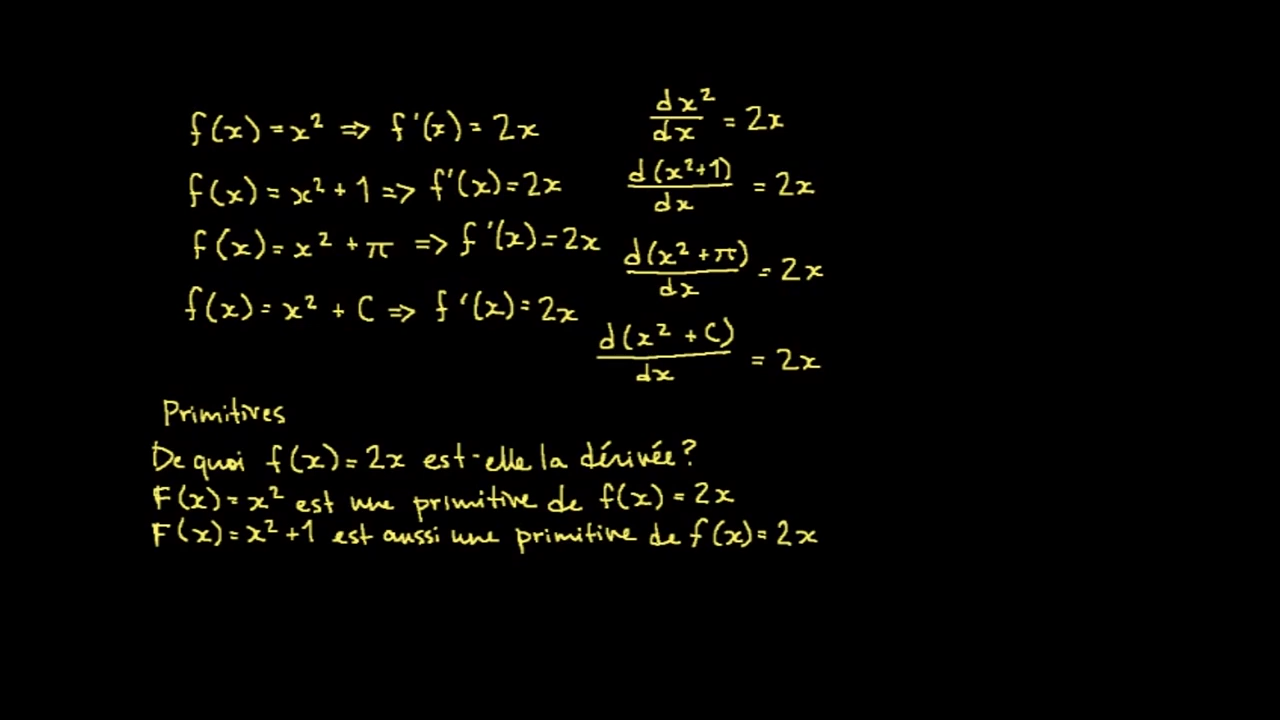 f(x) = x² => f'(x) = 2x
dx²/dx = 2x
f(x) = x² + 1 => f'(x) = 2x
d(x²+1)/dx = 2x
f(x) = x² + π => f'(x) = 2x
d(x²+π)/dx = 2x
f(x) = x² + C => f'(x) = 2x
d(x² + C)/dx = 2x
Primitives
De quoi f(x) = 2x est-elle la dérivée?
F(x) = x² est une primitive de f(x) = 2x
F(x) = x² + 1 est aussi une primitive de f(x) = 2x